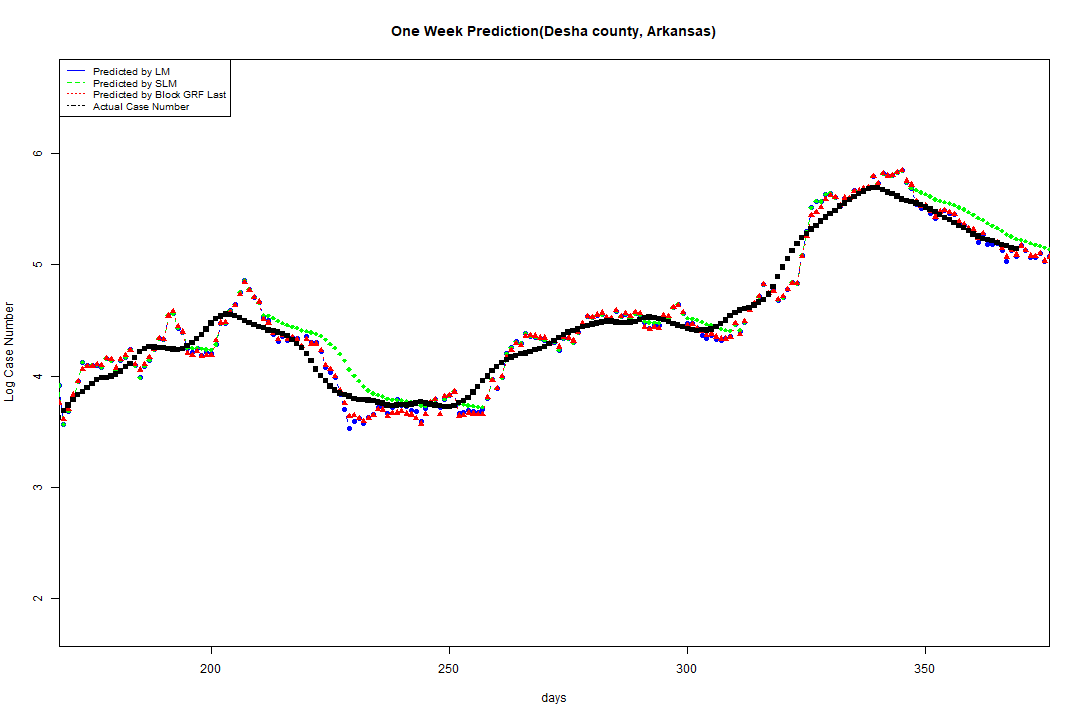 One Week Prediction(Desha county, Arkansas)
Predicted by LM
Predicted by SLM
Predicted by Block GRF Last
Actual Case Number
6
5
4
3
2
Log Case Number
200 250 300 350
days